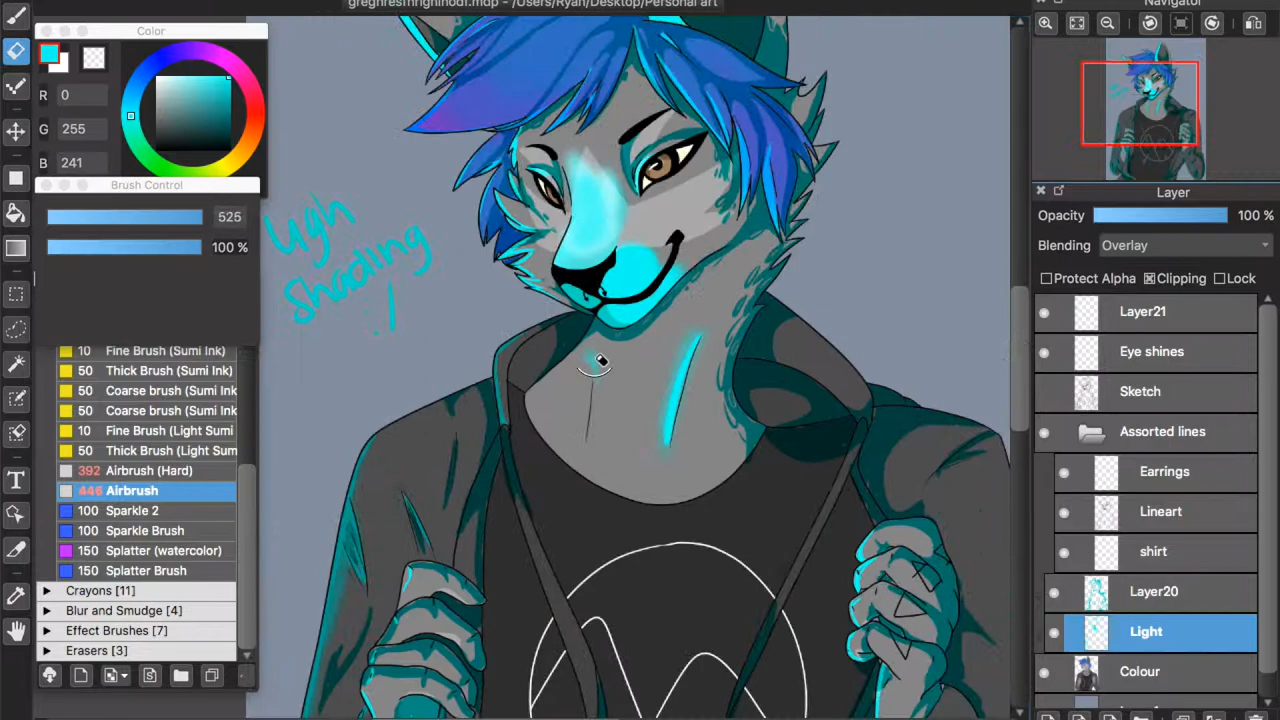 greghresfhrighihodf.mdp - /Users/Ryan/Desktop/Personal art
Navigator
Color
R 0
G 255
B 241
Brush Control
525
100 %
10 Fine Brush (Sumi Ink)
50 Thick Brush (Sumi Ink)
50 Coarse brush (Sumi Ink
50 Coarse brush (Sumi Ink
10 Fine Brush (Light Sumi
50 Thick Brush (Light Sum
392 Airbrush (Hard)
446 Airbrush
100 Sparkle 2
100 Sparkle Brush
150 Splatter (watercolor)
150 Splatter Brush
Crayons [11]
Blur and Smudge [4]
Effect Brushes [7]
Erasers [3]
T
Ugh
shading
!
Layer
Opacity 100 %
Blending Overlay
Protect Alpha Clipping Lock
Layer21
Eye shines
Sketch
Assorted lines
Earrings
Lineart
shirt
Layer20
Light
Colour